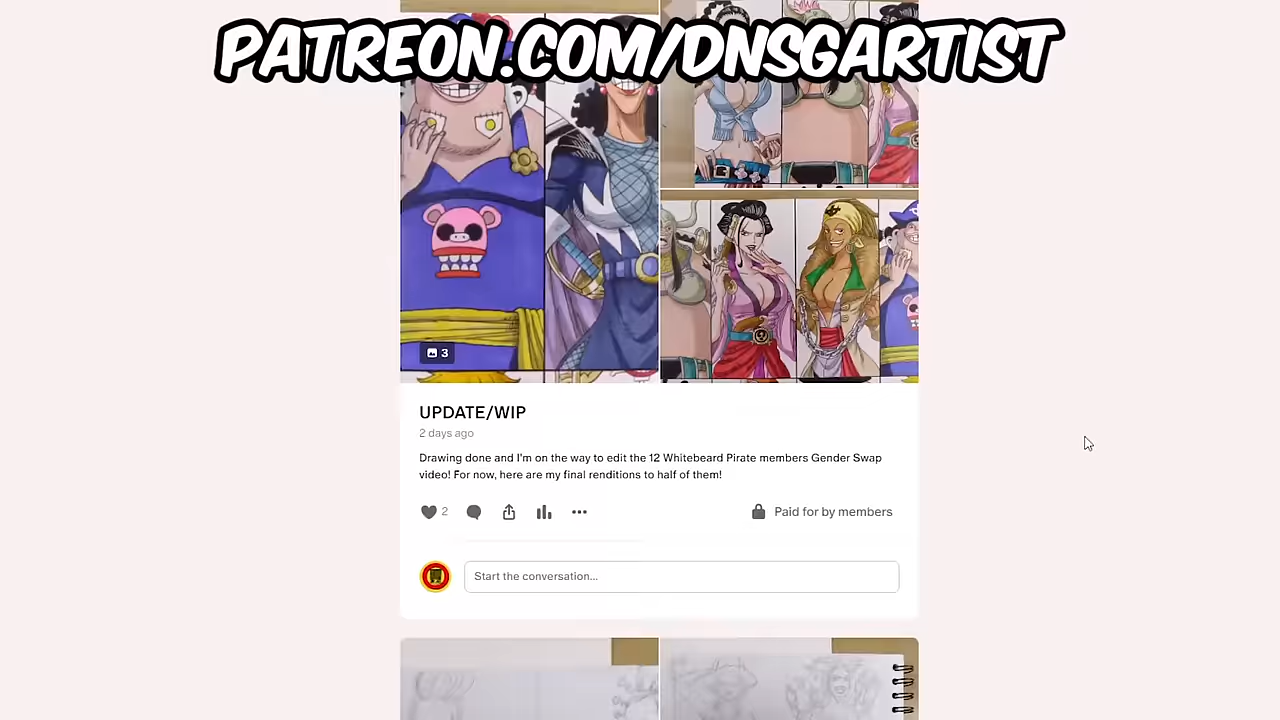 PATREON.COM/DNSGARTIST
3
UPDATE/WIP
2 days ago
Drawing done and I'm on the way to edit the 12 Whitebeard Pirate members Gender Swap
video! For now, here are my final renditions to half of them!
2
Paid for by members
Start the conversation...